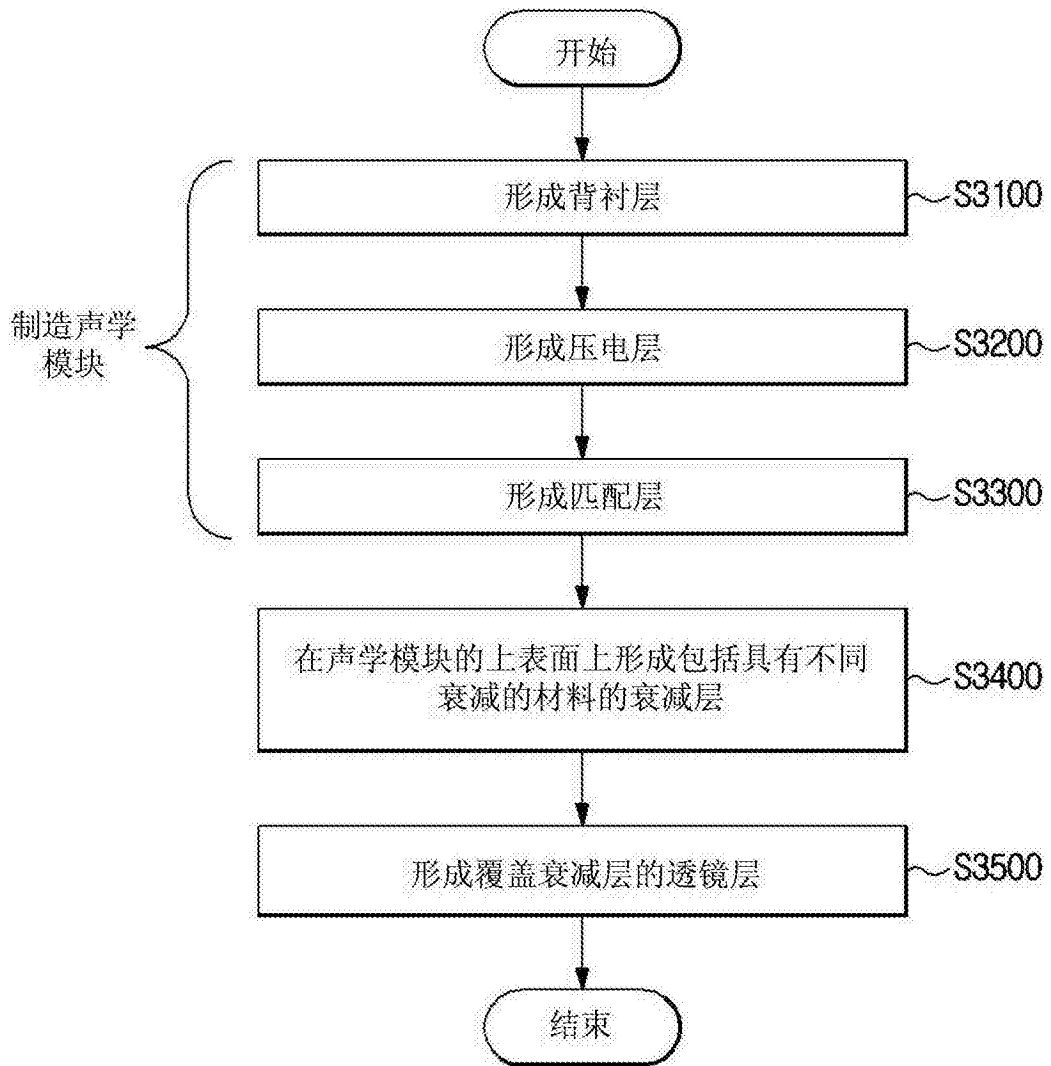 开始
形成背衬层
S3100
制造声学
模块
形成压电层
S3200
形成匹配层
S3300
在声学模块的上表面上形成包括具有不同
衰减的材料的衰减层
S3400
形成覆盖衰减层的透镜层
S3500
结束